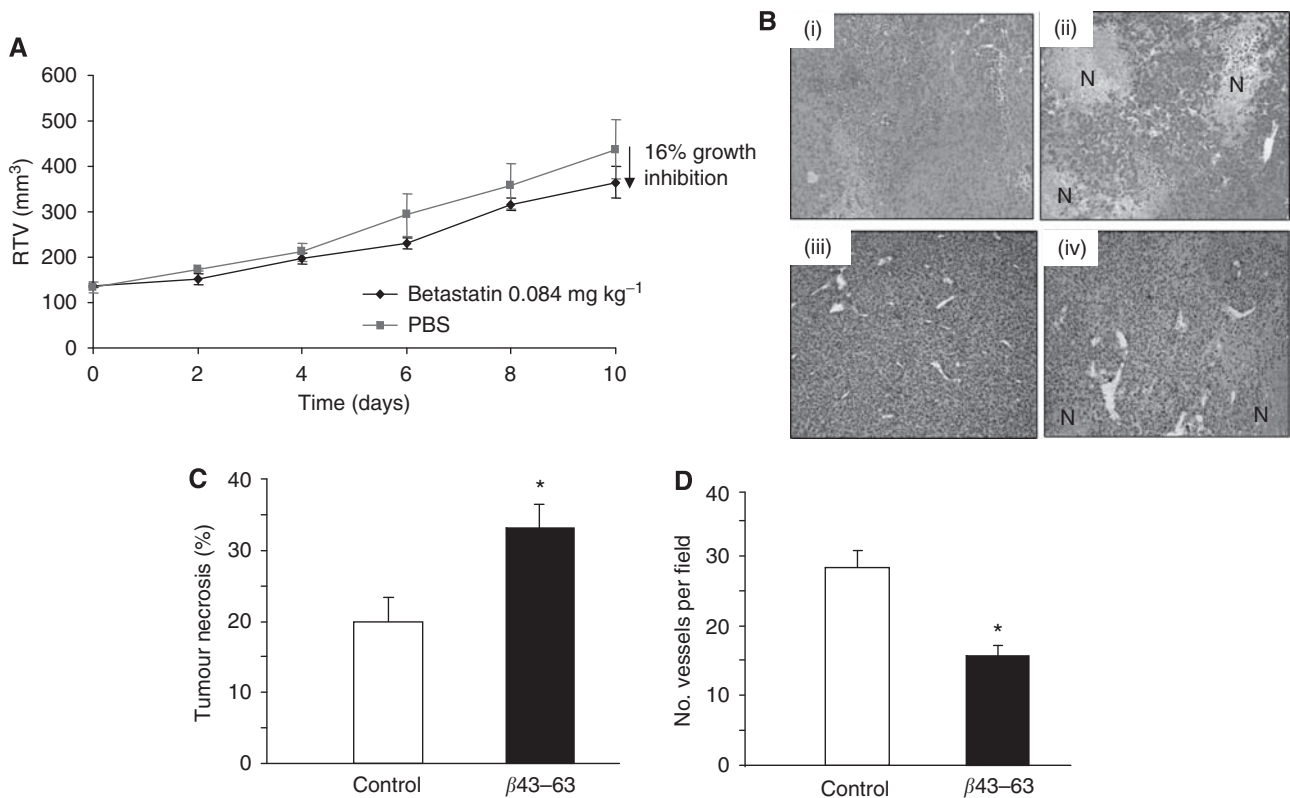 A
600
500
400
300
200
100
0
RTV (mm³)
0 2 4 6 8 10
Time (days)
16% growth
inhibition
Betastatin 0.084 mg kg⁻¹
PBS
B
(i)
(ii)
N
N
N
(iii)
(iv)
N
N
C
40
30
20
10
0
Tumour necrosis (%)
*
Control
β43–63
D
40
30
20
10
0
No. vessels per field
*
Control
β43–63